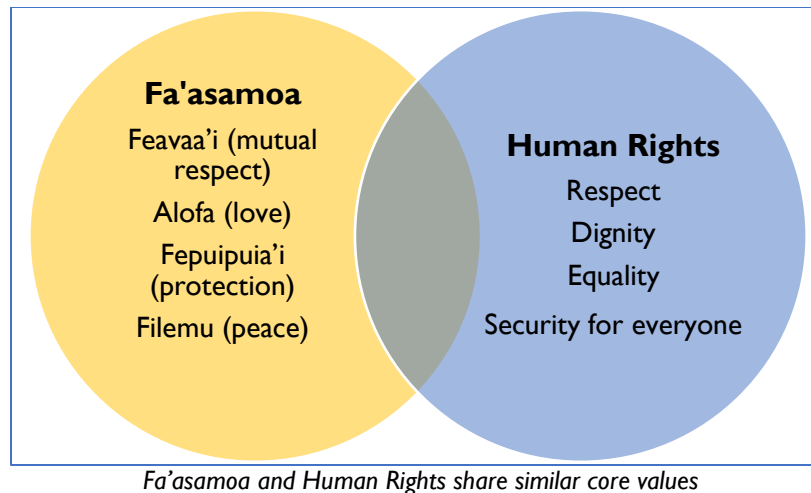 Fa'asamoa
Feavaa’i (mutual
respect)
Alofa (love)
Fepuipuia’i
(protection)
Filemu (peace)
Human Rights
Respect
Dignity
Equality
Security for everyone
Fa’asamoa and Human Rights share similar core values